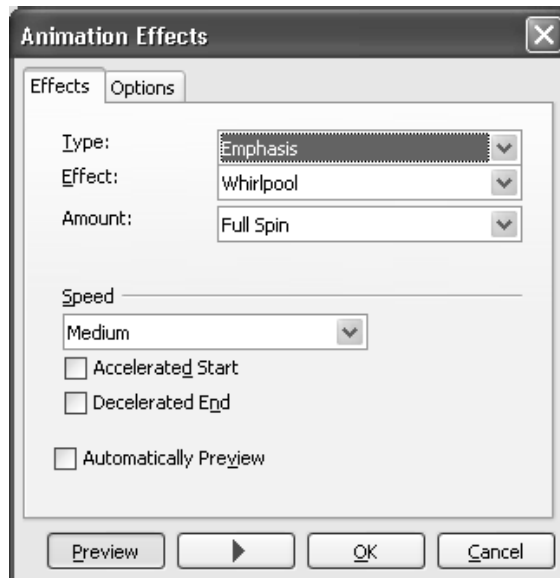 Animation Effects
Effects Options
Type: Emphasis
Effect: Whirlpool
Amount: Full Spin
Speed
Medium
Accelerated Start
Decelerated End
Automatically Preview
Preview OK Cancel